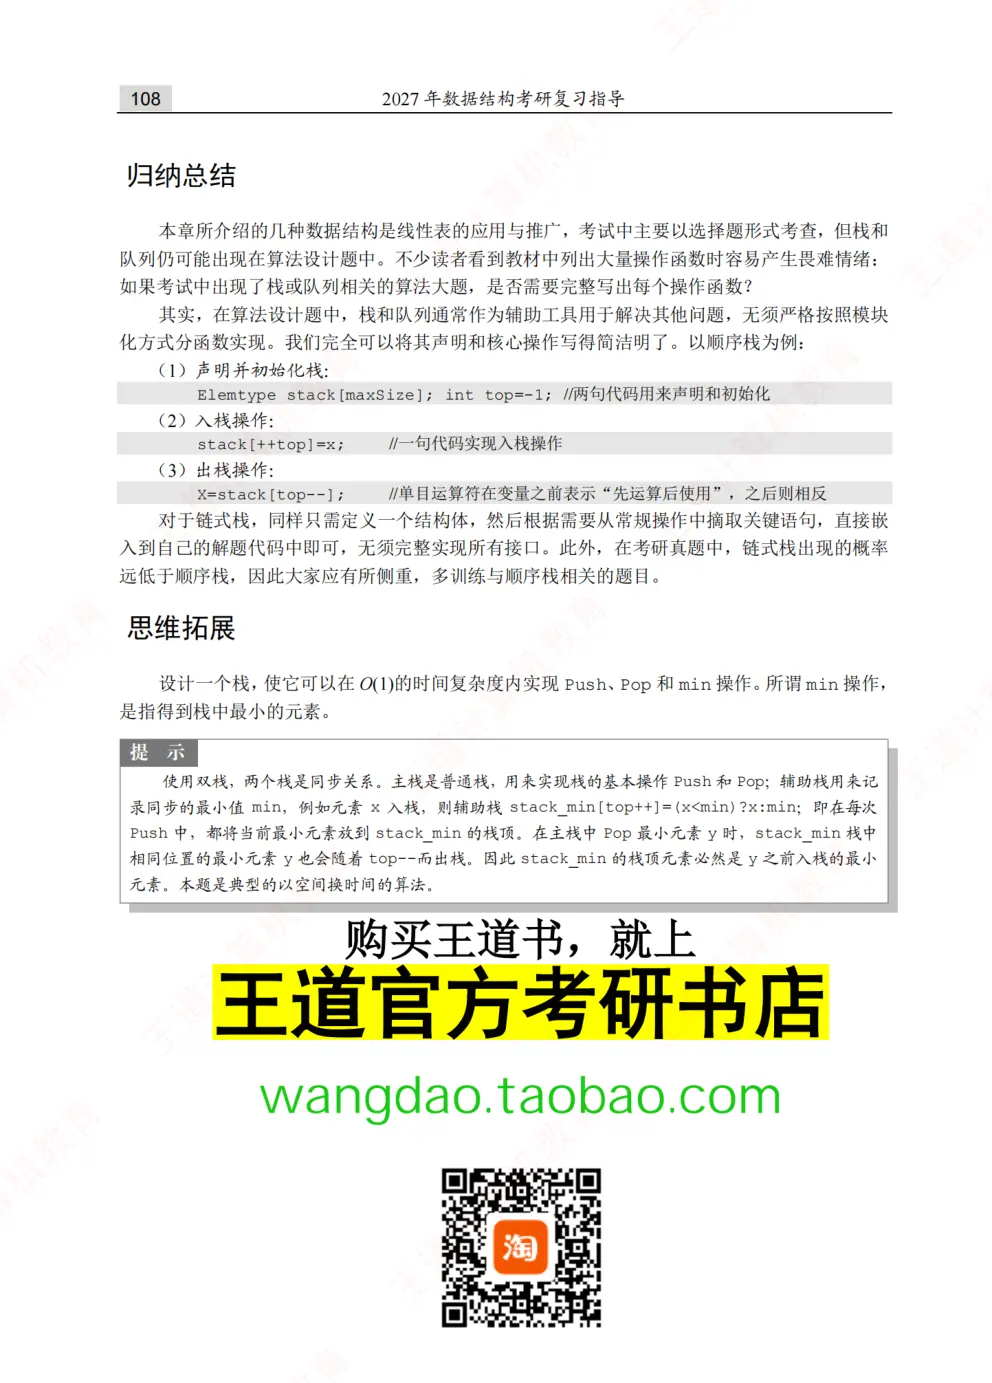 108
2027 年数据结构考研复习指导
归纳总结
本章所介绍的几种数据结构是线性表的应用与推广，考试中主要以选择题形式考查，但栈和
队列仍可能出现在算法设计题中。不少读者看到教材中列出大量操作函数时容易产生畏难情绪：
如果考试中出现了栈或队列相关的算法大题，是否需要完整写出每个操作函数？
其实，在算法设计题中，栈和队列通常作为辅助工具用于解决其他问题，无须严格按照模块
化方式分函数实现。我们完全可以将其声明和核心操作写得简洁明了。以顺序栈为例：
（1）声明并初始化栈:
Elemtype stack[maxSize]; int top=-1; //两句代码用来声明和初始化
（2）入栈操作:
stack[++top]=x; //一句代码实现入栈操作
（3）出栈操作:
X=stack[top--]; //单目运算符在变量之前表示“先运算后使用”，之后则相反
对于链式栈，同样只需定义一个结构体，然后根据需要从常规操作中摘取关键语句，直接嵌
入到自己的解题代码中即可，无须完整实现所有接口。此外，在考研真题中，链式栈出现的概率
远低于顺序栈，因此大家应有所侧重，多训练与顺序栈相关的题目。
思维拓展
设计一个栈，使它可以在 O(1)的时间复杂度内实现 Push、Pop 和 min 操作。所谓 min 操作，
是指得到栈中最小的元素。
提 示
使用双栈，两个栈是同步关系。主栈是普通栈，用来实现栈的基本操作 Push 和 Pop；辅助栈用来记
录同步的最小值 min，例如元素 x 入栈，则辅助栈 stack_min[top++]=(x<min)?x:min；即在每次
Push 中，都将当前最小元素放到 stack_min 的栈顶。在主栈中 Pop 最小元素 y 时，stack_min 栈中
相同位置的最小元素 y 也会随着 top--而出栈。因此 stack_min 的栈顶元素必然是 y 之前入栈的最小
元素。本题是典型的以空间换时间的算法。
购买王道书，就上
王道官方考研书店
wangdao.taobao.com
淘